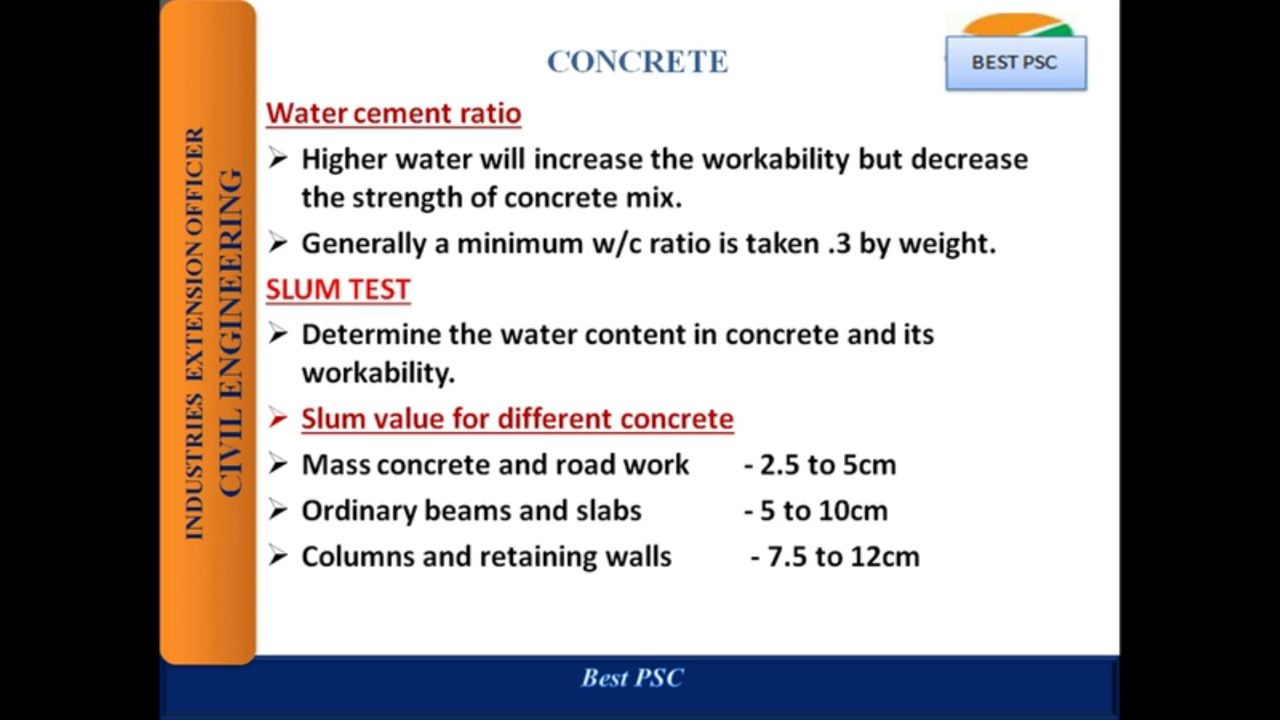 CONCRETE
BEST PSC
INDUSTRIES EXTENSION OFFICER
CIVIL ENGINEERING
Water cement ratio
➢ Higher water will increase the workability but decrease
the strength of concrete mix.
➢ Generally a minimum w/c ratio is taken .3 by weight.
SLUM TEST
➢ Determine the water content in concrete and its
workability.
➢ Slum value for different concrete
➢ Mass concrete and road work - 2.5 to 5cm
➢ Ordinary beams and slabs - 5 to 10cm
➢ Columns and retaining walls - 7.5 to 12cm
Best PSC